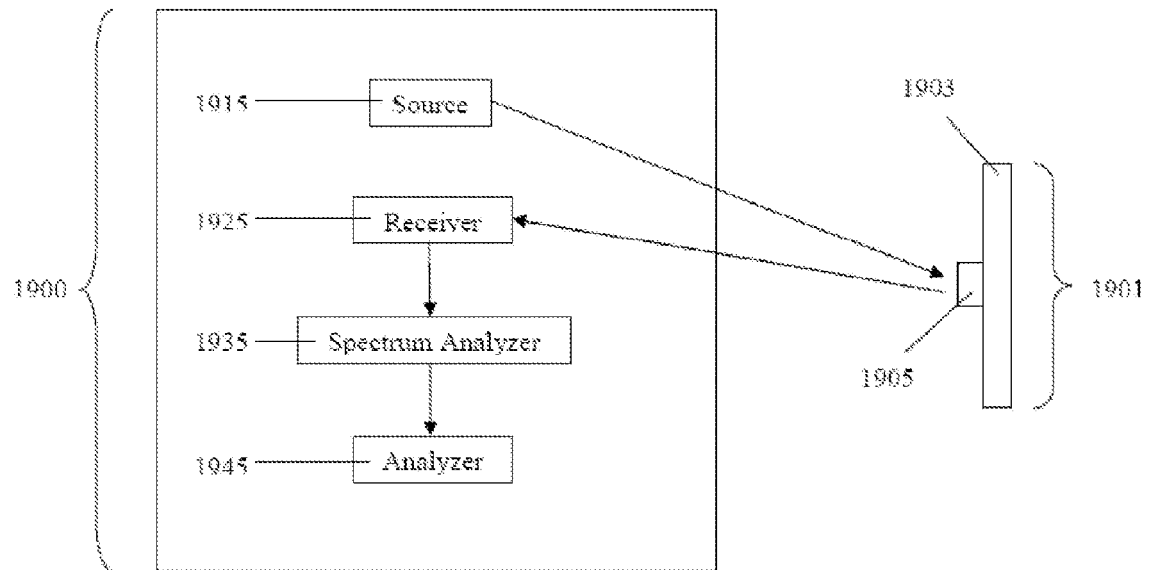 1915 Source
1903
1925 Receiver
1900
1901
1935 Spectrum Analyzer
1905
1945 Analyzer